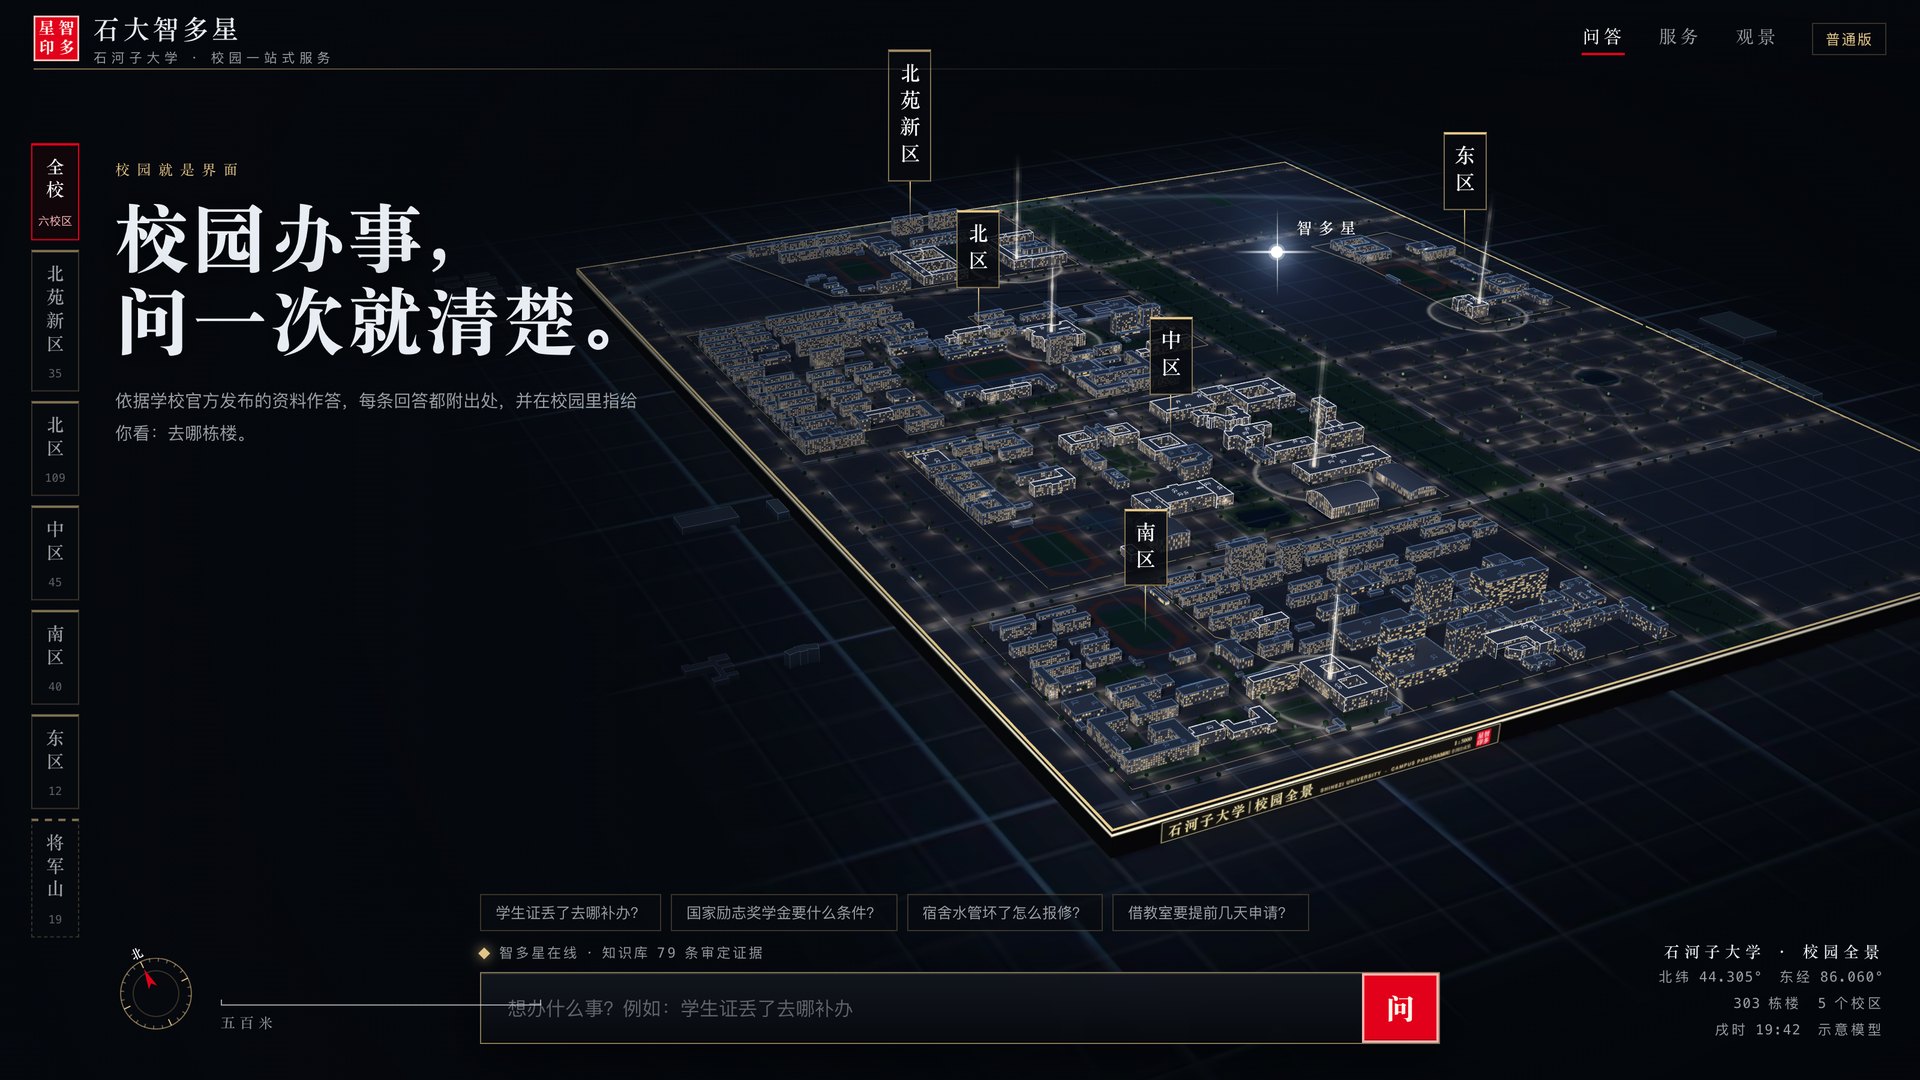 星智
印多
石大智多星
石河子大学 · 校园一站式服务
问答
服务
观景
普通版
全校
六校区
北苑新区
35
北区
109
中区
45
南区
40
东区
12
将军山
19
校园就是界面
校园办事，
问一次就清楚。
依据学校官方发布的资料作答，每条回答都附出处，并在校园里指给
你看：去哪栋楼。
北苑新区
北区
东区
智多星
中区
南区
石河子大学|校园全景 SHIHEZI UNIVERSITY · CAMPUS PANORAMA
星智
印多
学生证丢了去哪补办？
国家励志奖学金要什么条件？
宿舍水管坏了怎么报修？
借教室要提前几天申请？
智多星在线 · 知识库 79 条审定证据
想办什么事？例如：学生证丢了去哪补办
问
北
五百米
石河子大学 · 校园全景
北纬 44.305° 东经 86.060°
303 栋楼 5 个校区
戌时 19:42 示意模型